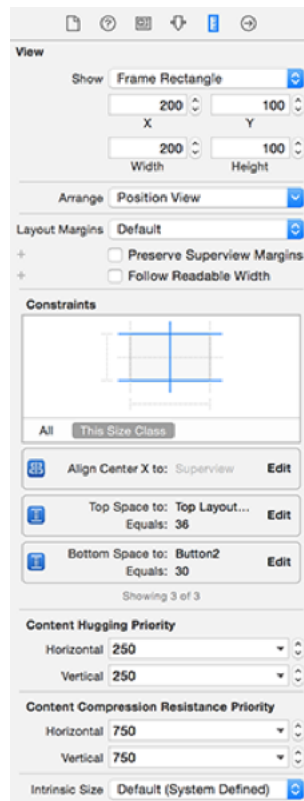 View
Show Frame Rectangle
200 100
X Y
200 100
Width Height
Arrange Position View
Layout Margins Default
Preserve Superview Margins
Follow Readable Width
Constraints
All This Size Class
Align Center X to: Superview Edit
Top Space to: Top Layout...
Equals: 36 Edit
Bottom Space to: Button2
Equals: 30 Edit
Showing 3 of 3
Content Hugging Priority
Horizontal 250
Vertical 250
Content Compression Resistance Priority
Horizontal 750
Vertical 750
Intrinsic Size Default (System Defined)